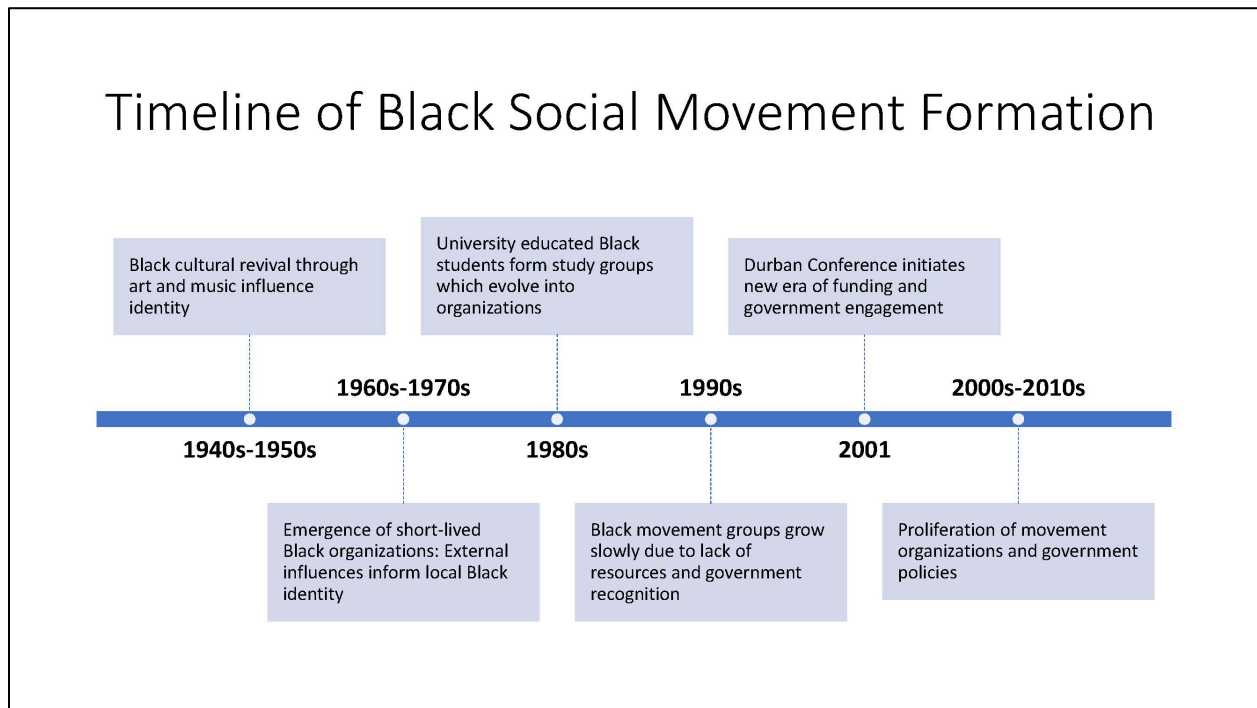 Timeline of Black Social Movement Formation
Black cultural revival through
art and music influence
identity
1940s-1950s
1960s-1970s
Emergence of short-lived
Black organizations: External
influences inform local Black
identity
University educated Black
students form study groups
which evolve into
organizations
1980s
1990s
Black movement groups grow
slowly due to lack of
resources and government
recognition
Durban Conference initiates
new era of funding and
government engagement
2001
2000s-2010s
Proliferation of movement
organizations and government
policies